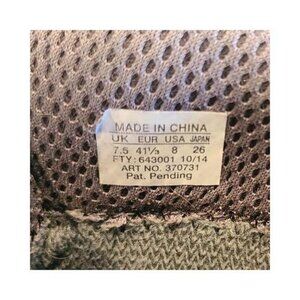 MADE IN CHINA
UK EUR USA JAPAN
7.5 41⅓ 8 26
FTY: 643001 10/14
ART NO. 370731
Pat. Pending